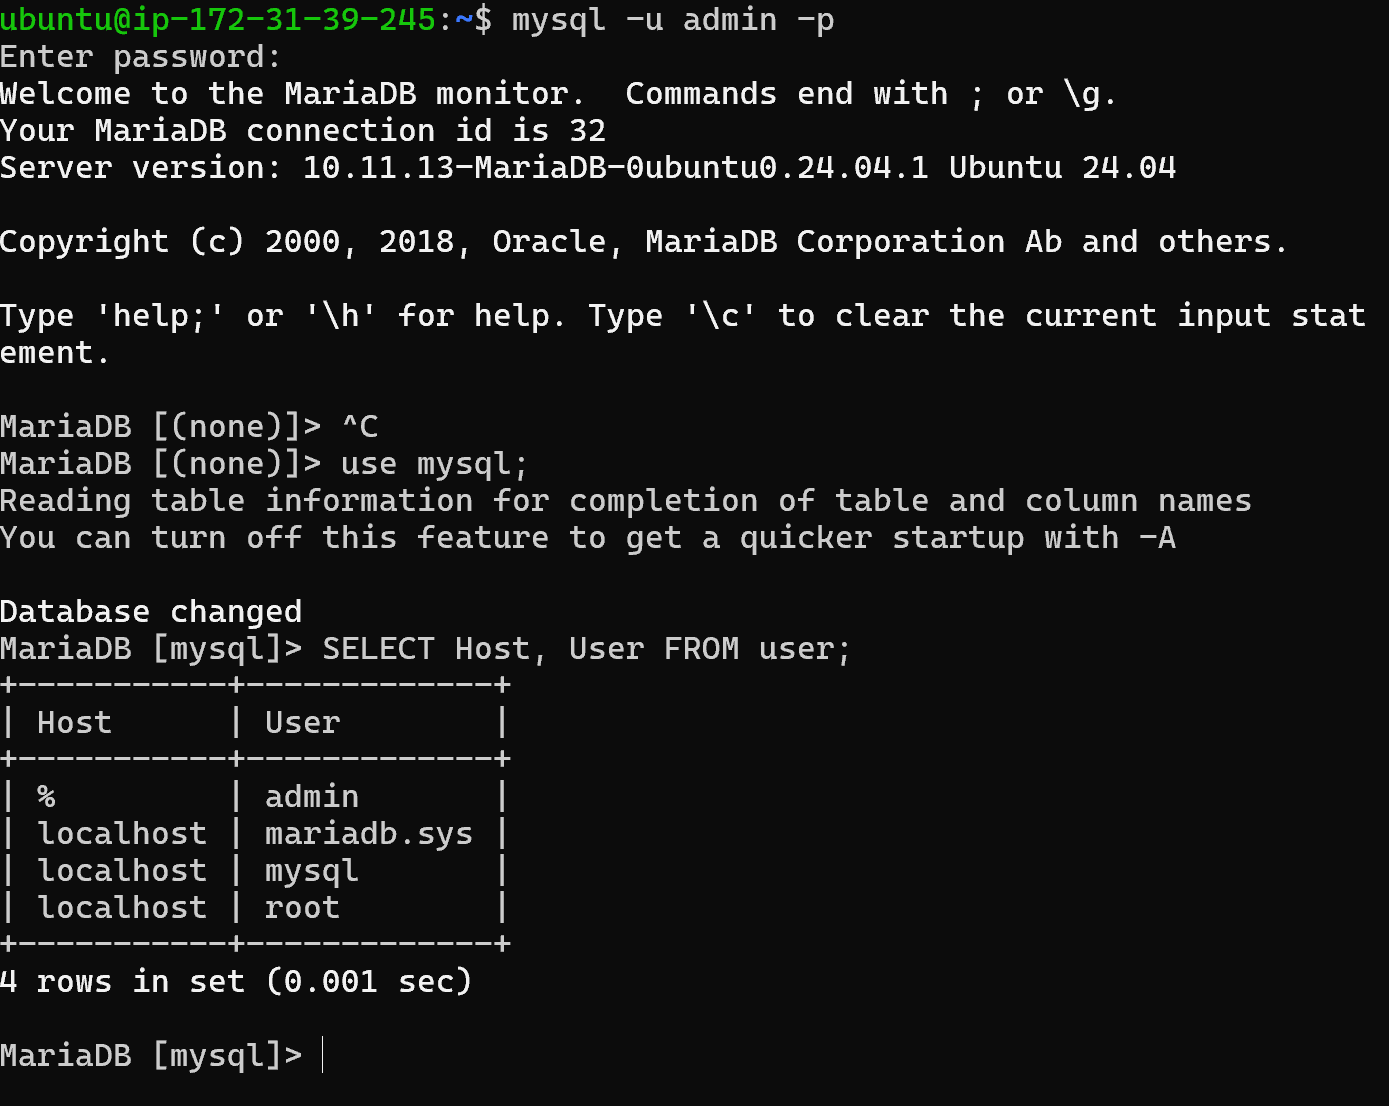 ubuntu@ip-172-31-39-245:~$ mysql -u admin -p
Enter password:
Welcome to the MariaDB monitor.  Commands end with ; or \g.
Your MariaDB connection id is 32
Server version: 10.11.13-MariaDB-0ubuntu0.24.04.1 Ubuntu 24.04

Copyright (c) 2000, 2018, Oracle, MariaDB Corporation Ab and others.

Type 'help;' or '\h' for help. Type '\c' to clear the current input stat
ement.

MariaDB [(none)]> ^C
MariaDB [(none)]> use mysql;
Reading table information for completion of table and column names
You can turn off this feature to get a quicker startup with -A

Database changed
MariaDB [mysql]> SELECT Host, User FROM user;
+-----------+-------------+
| Host      | User        |
+-----------+-------------+
| %         | admin       |
| localhost | mariadb.sys |
| localhost | mysql       |
| localhost | root        |
+-----------+-------------+
4 rows in set (0.001 sec)

MariaDB [mysql]>